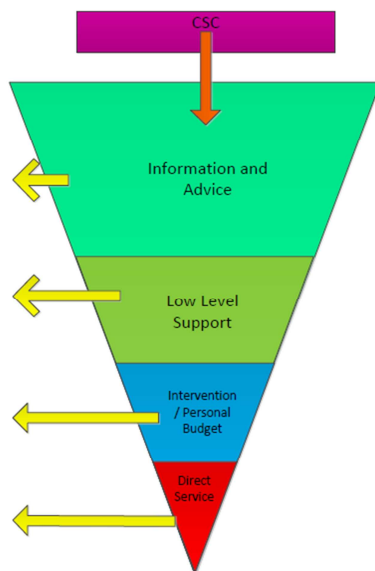 CSC
Information and
Advice
Low Level
Support
Intervention
/ Personal
Budget
Direct
Service